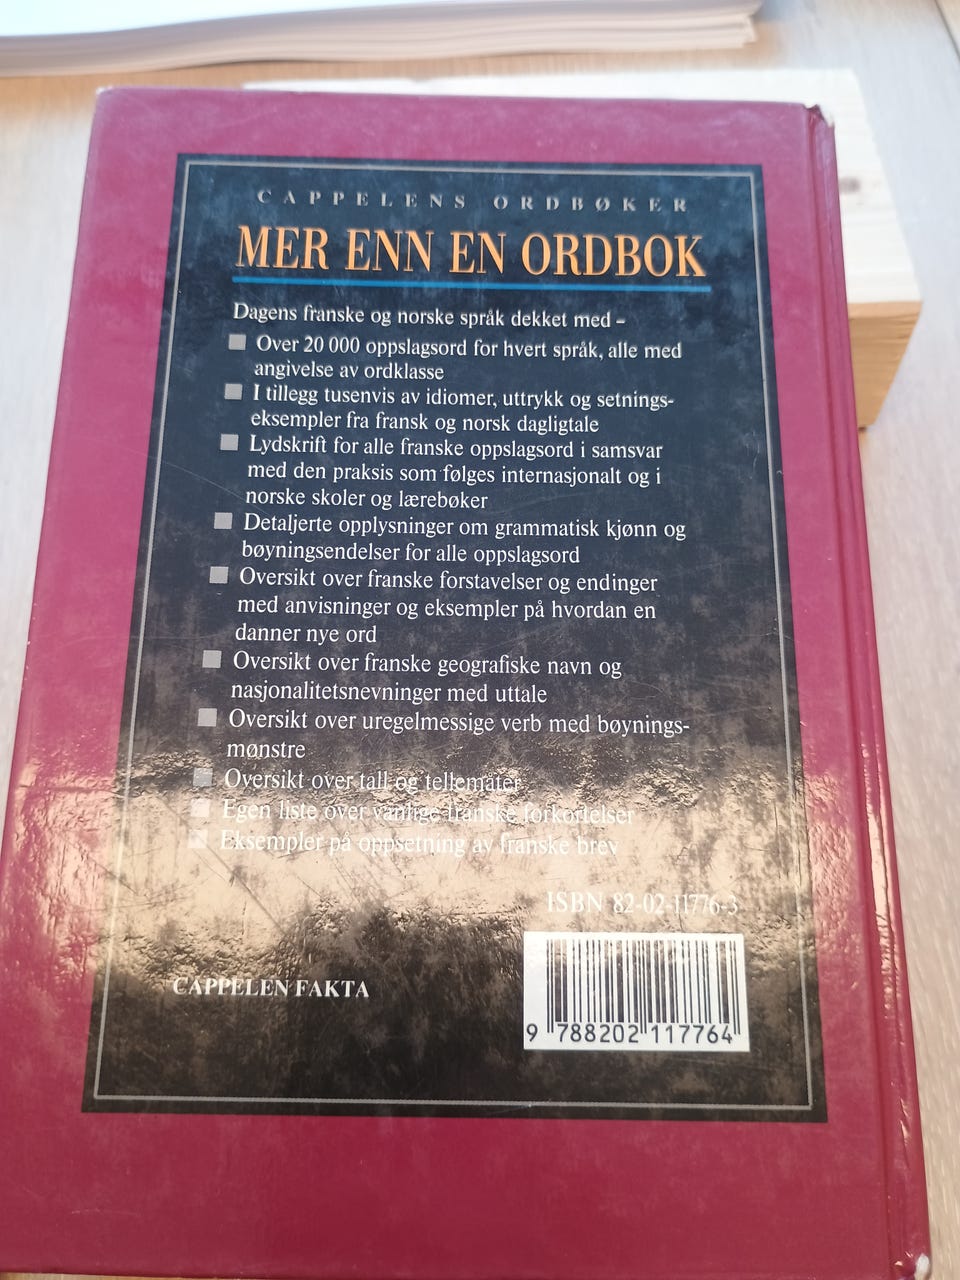 CAPPELENS ORDBØKER
MER ENN EN ORDBOK
Dagens franske og norske språk dekket med –
Over 20 000 oppslagsord for hvert språk, alle med
angivelse av ordklasse
I tillegg tusenvis av idiomer, uttrykk og setnings-
eksempler fra fransk og norsk dagligtale
Lydskrift for alle franske oppslagsord i samsvar
med den praksis som følges internasjonalt og i
norske skoler og lærebøker
Detaljerte opplysninger om grammatisk kjønn og
bøyningsendelser for alle oppslagsord
Oversikt over franske forstavelser og endinger
med anvisninger og eksempler på hvordan en
danner nye ord
Oversikt over franske geografiske navn og
nasjonalitetsnevninger med uttale
Oversikt over uregelmessige verb med bøynings-
mønstre
Oversikt over tall og tellemåter
Egen liste over vanlige franske forkortelser
Eksempler på oppsetning av franske brev
ISBN 82-02-11776-3
CAPPELEN FAKTA
9 788202 117764